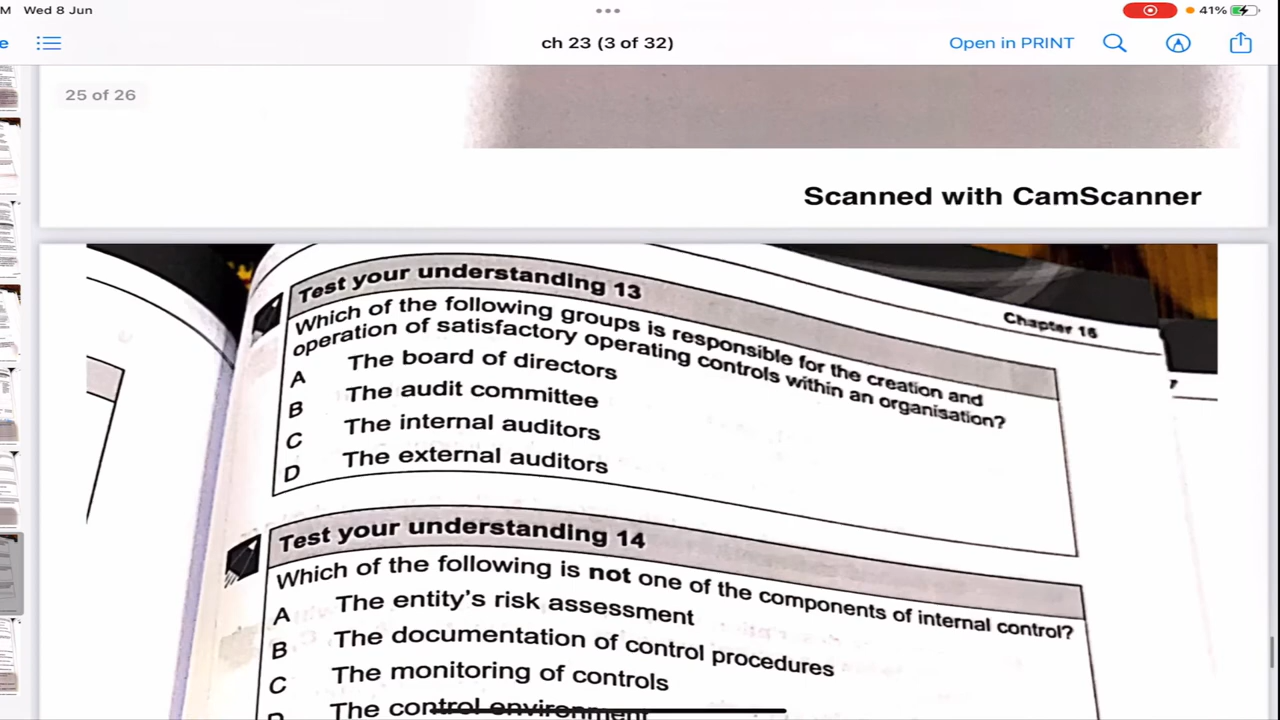 M Wed 8 Jun
41%
e
ch 23 (3 of 32)
Open in PRINT
25 of 26
Scanned with CamScanner
Chapter 16
Test your understanding 13
Which of the following groups is responsible for the creation and
operation of satisfactory operating controls within an organisation?
A The board of directors
B The audit committee
C The internal auditors
D The external auditors
Test your understanding 14
Which of the following is not one of the components of internal control?
A The entity's risk assessment
B The documentation of control procedures
C The monitoring of controls
D The control environment